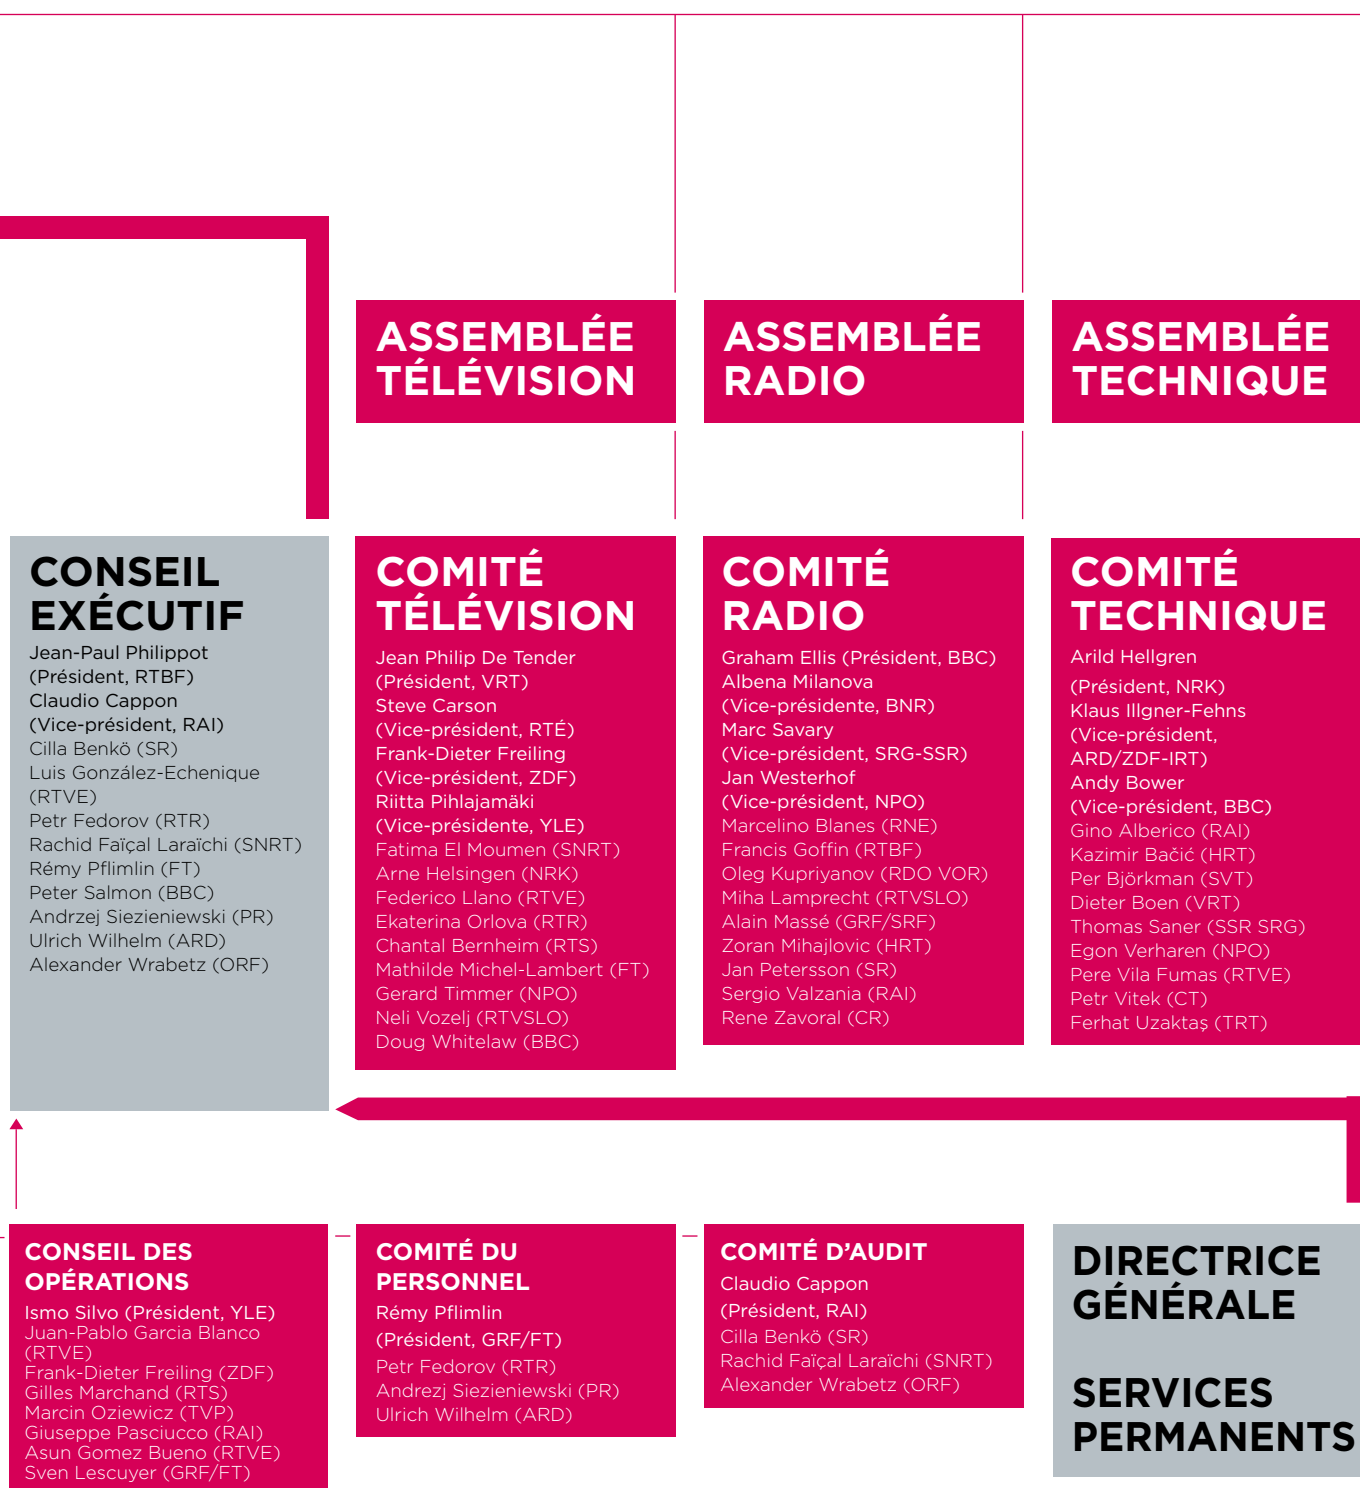 ASSEMBLÉE
TÉLÉVISION
ASSEMBLÉE
RADIO
ASSEMBLÉE
TECHNIQUE
CONSEIL
EXÉCUTIF
Jean-Paul Philippot
(Président, RTBF)
Claudio Cappon
(Vice-président, RAI)
Cilla Benkö (SR)
Luis González-Echenique
(RTVE)
Petr Fedorov (RTR)
Rachid Faïçal Laraïchi (SNRT)
Rémy Pflimlin (FT)
Peter Salmon (BBC)
Andrzej Siezieniewski (PR)
Ulrich Wilhelm (ARD)
Alexander Wrabetz (ORF)
COMITÉ
TÉLÉVISION
Jean Philip De Tender
(Président, VRT)
Steve Carson
(Vice-président, RTÉ)
Frank-Dieter Freiling
(Vice-président, ZDF)
Riitta Pihlajamäki
(Vice-présidente, YLE)
Fatima El Moumen (SNRT)
Arne Helsingen (NRK)
Federico Llano (RTVE)
Ekaterina Orlova (RTR)
Chantal Bernheim (RTS)
Mathilde Michel-Lambert (FT)
Gerard Timmer (NPO)
Neli Vozelj (RTVSLO)
Doug Whitelaw (BBC)
COMITÉ
RADIO
Graham Ellis (Président, BBC)
Albena Milanova
(Vice-présidente, BNR)
Marc Savary
(Vice-président, SRG-SSR)
Jan Westerhof
(Vice-président, NPO)
Marcelino Blanes (RNE)
Francis Goffin (RTBF)
Oleg Kupriyanov (RDO VOR)
Miha Lamprecht (RTVSLO)
Alain Massé (GRF/SRF)
Zoran Mihajlovic (HRT)
Jan Petersson (SR)
Sergio Valzania (RAI)
Rene Zavoral (CR)
COMITÉ
TECHNIQUE
Arild Hellgren
(Président, NRK)
Klaus Illgner-Fehns
(Vice-président,
ARD/ZDF-IRT)
Andy Bower
(Vice-président, BBC)
Gino Alberico (RAI)
Kazimir Bačić (HRT)
Per Björkman (SVT)
Dieter Boen (VRT)
Thomas Saner (SSR SRG)
Egon Verharen (NPO)
Pere Vila Fumas (RTVE)
Petr Vitek (CT)
Ferhat Uzaktaş (TRT)
CONSEIL DES
OPÉRATIONS
Ismo Silvo (Président, YLE)
Juan-Pablo Garcia Blanco
(RTVE)
Frank-Dieter Freiling (ZDF)
Gilles Marchand (RTS)
Marcin Oziewicz (TVP)
Giuseppe Pasciucco (RAI)
Asun Gomez Bueno (RTVE)
Sven Lescuyer (GRF/FT)
COMITÉ DU
PERSONNEL
Rémy Pflimlin
(Président, GRF/FT)
Petr Fedorov (RTR)
Andrezj Siezieniewski (PR)
Ulrich Wilhelm (ARD)
COMITÉ D’AUDIT
Claudio Cappon
(Président, RAI)
Cilla Benkö (SR)
Rachid Faïçal Laraïchi (SNRT)
Alexander Wrabetz (ORF)
DIRECTRICE
GÉNÉRALE
SERVICES
PERMANENTS